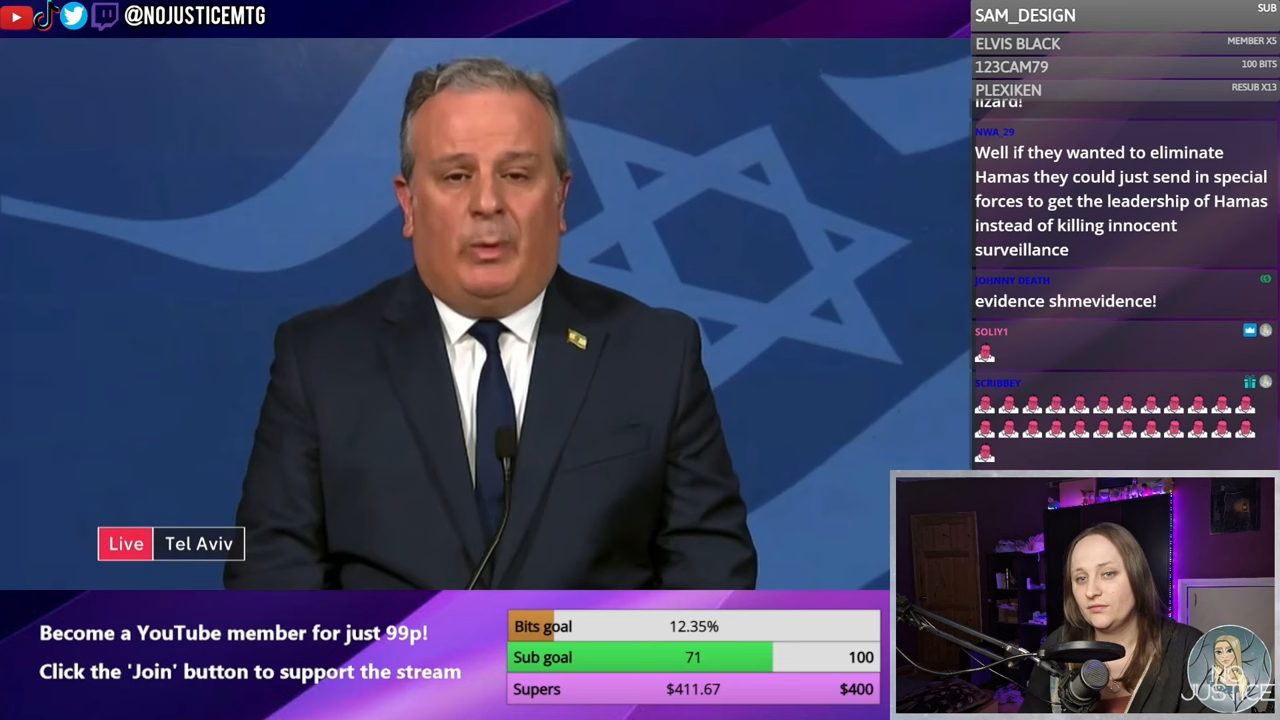 @NOJUSTICEMTG
SAM_DESIGN SUB
ELVIS BLACK MEMBER X5
123CAM79 100 BITS
PLEXIKEN RESUB X13
lizard!
NWA_29
Well if they wanted to eliminate
Hamas they could just send in special
forces to get the leadership of Hamas
instead of killing innocent
surveillance
JOHNNY DEATH
evidence shmevidence!
SOLIY1
SCRIBBEY
Live Tel Aviv
Become a YouTube member for just 99p!
Click the 'Join' button to support the stream
Bits goal 12.35%
Sub goal 71 100
Supers $411.67 $400
JUSTICE